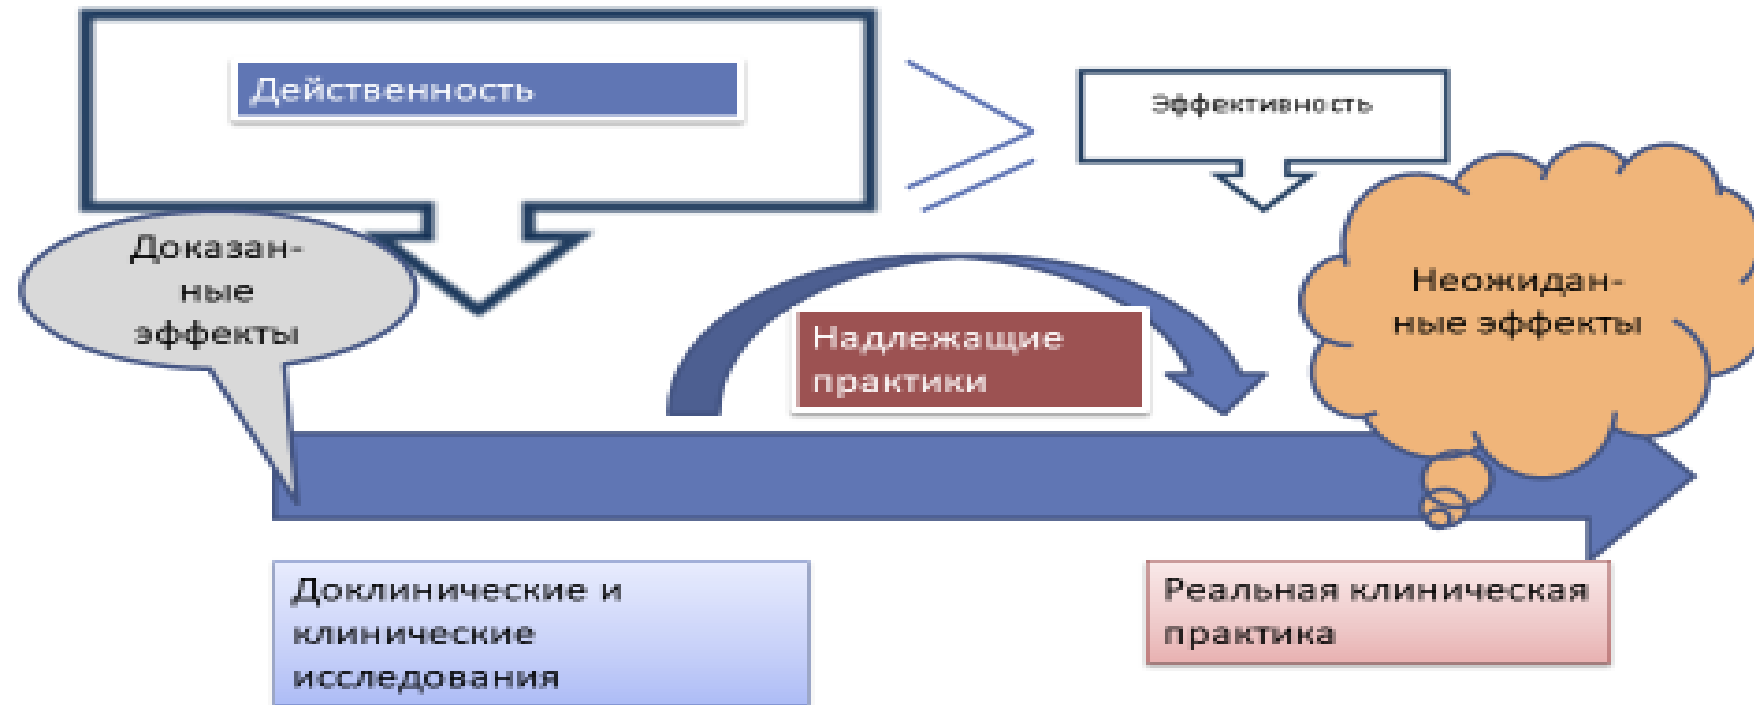 Действенность
Эффективность
Доказан-
ные
эффекты
Неожидан-
ные эффекты
Надлежащие
практики
Доклинические и
клинические
исследования
Реальная клиническая
практика